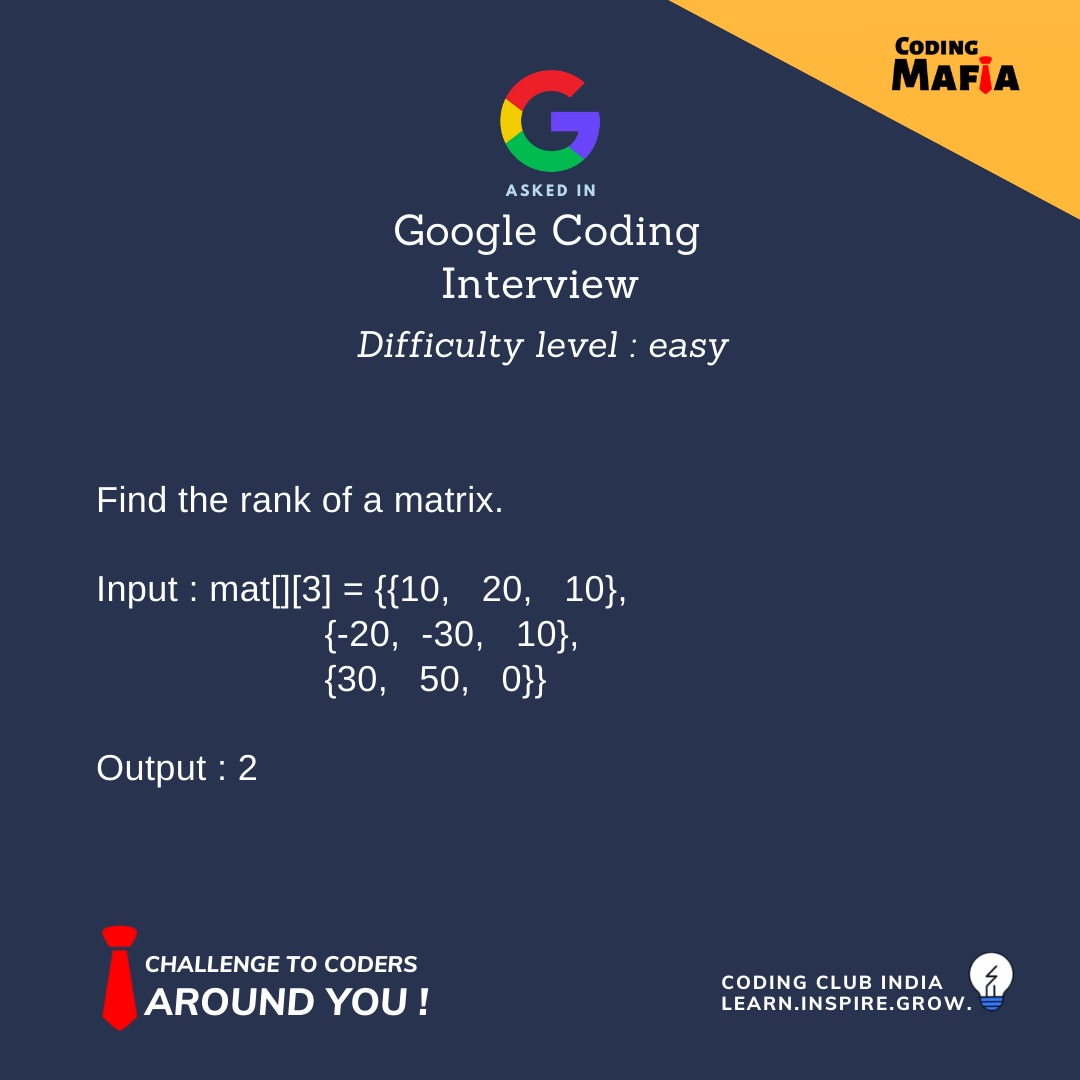 CODING
MAFIA
ASKED IN
Google Coding
Interview
Difficulty level : easy
Find the rank of a matrix.
Input : mat[][3] = {{10, 20, 10},
{-20, -30, 10},
{30, 50, 0}}
Output : 2
CHALLENGE TO CODERS
AROUND YOU !
CODING CLUB INDIA
LEARN.INSPIRE.GROW.